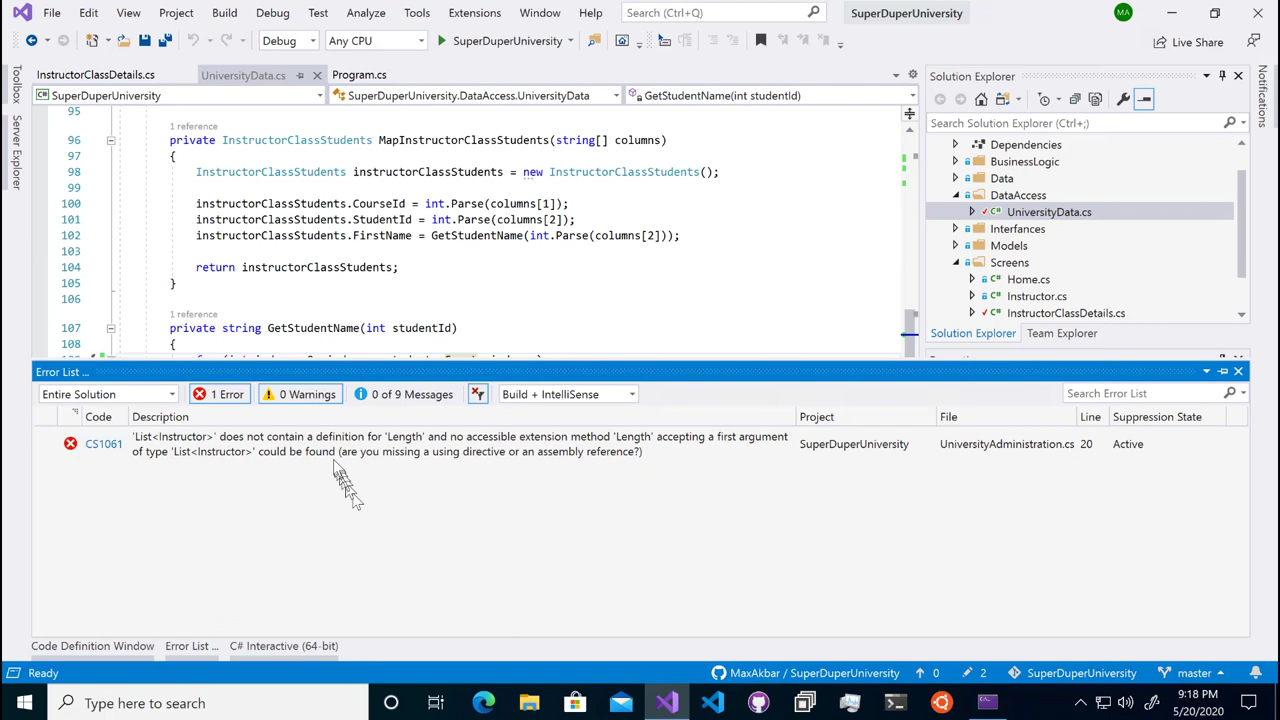 File Edit View Project Build Debug Test Analyze Tools Extensions Window Help Search (Ctrl+Q) SuperDuperUniversity MA
Debug Any CPU SuperDuperUniversity Live Share
InstructorClassDetails.cs UniversityData.cs Program.cs
SuperDuperUniversity SuperDuperUniversity.DataAccess.UniversityData GetStudentName(int studentId)
Toolbox
Server Explorer
95
1 reference
96 private InstructorClassStudents MapInstructorClassStudents(string[] columns)
97 {
98 InstructorClassStudents instructorClassStudents = new InstructorClassStudents();
99
100 instructorClassStudents.CourseId = int.Parse(columns[1]);
101 instructorClassStudents.StudentId = int.Parse(columns[2]);
102 instructorClassStudents.FirstName = GetStudentName(int.Parse(columns[2]));
103
104 return instructorClassStudents;
105 }
106
1 reference
107 private string GetStudentName(int studentId)
108 {
Solution Explorer
Search Solution Explorer (Ctrl+;)
Dependencies
BusinessLogic
Data
DataAccess
UniversityData.cs
Interfances
Models
Screens
Home.cs
Instructor.cs
InstructorClassDetails.cs
Solution Explorer Team Explorer
Notifications
Error List ...
Entire Solution 1 Error 0 Warnings 0 of 9 Messages Build + IntelliSense Search Error List
Code Description Project File Line Suppression State
CS1061 'List<Instructor>' does not contain a definition for 'Length' and no accessible extension method 'Length' accepting a first argument
of type 'List<Instructor>' could be found (are you missing a using directive or an assembly reference?) SuperDuperUniversity UniversityAdministration.cs 20 Active
Code Definition Window Error List ... C# Interactive (64-bit)
Ready MaxAkbar / SuperDuperUniversity 0 2 SuperDuperUniversity master
Type here to search 9:18 PM
5/20/2020